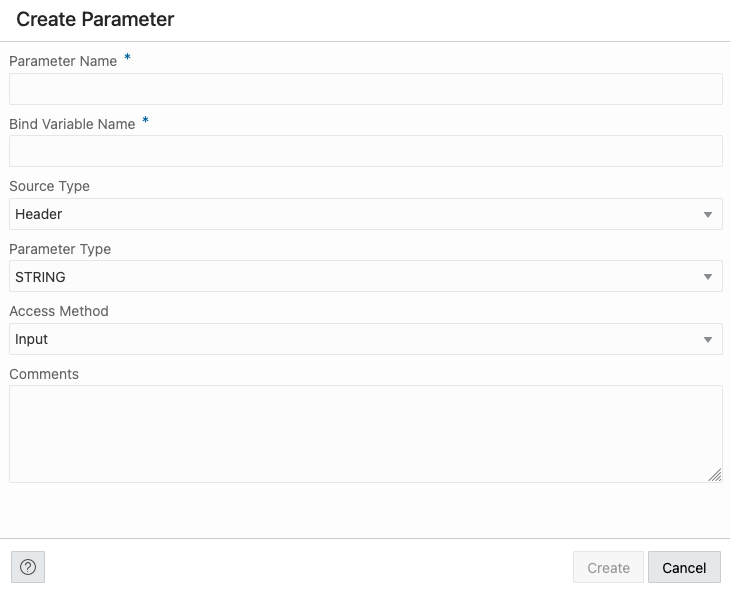 Create Parameter
Parameter Name *
Bind Variable Name *
Source Type
Header
Parameter Type
STRING
Access Method
Input
Comments
? Create Cancel